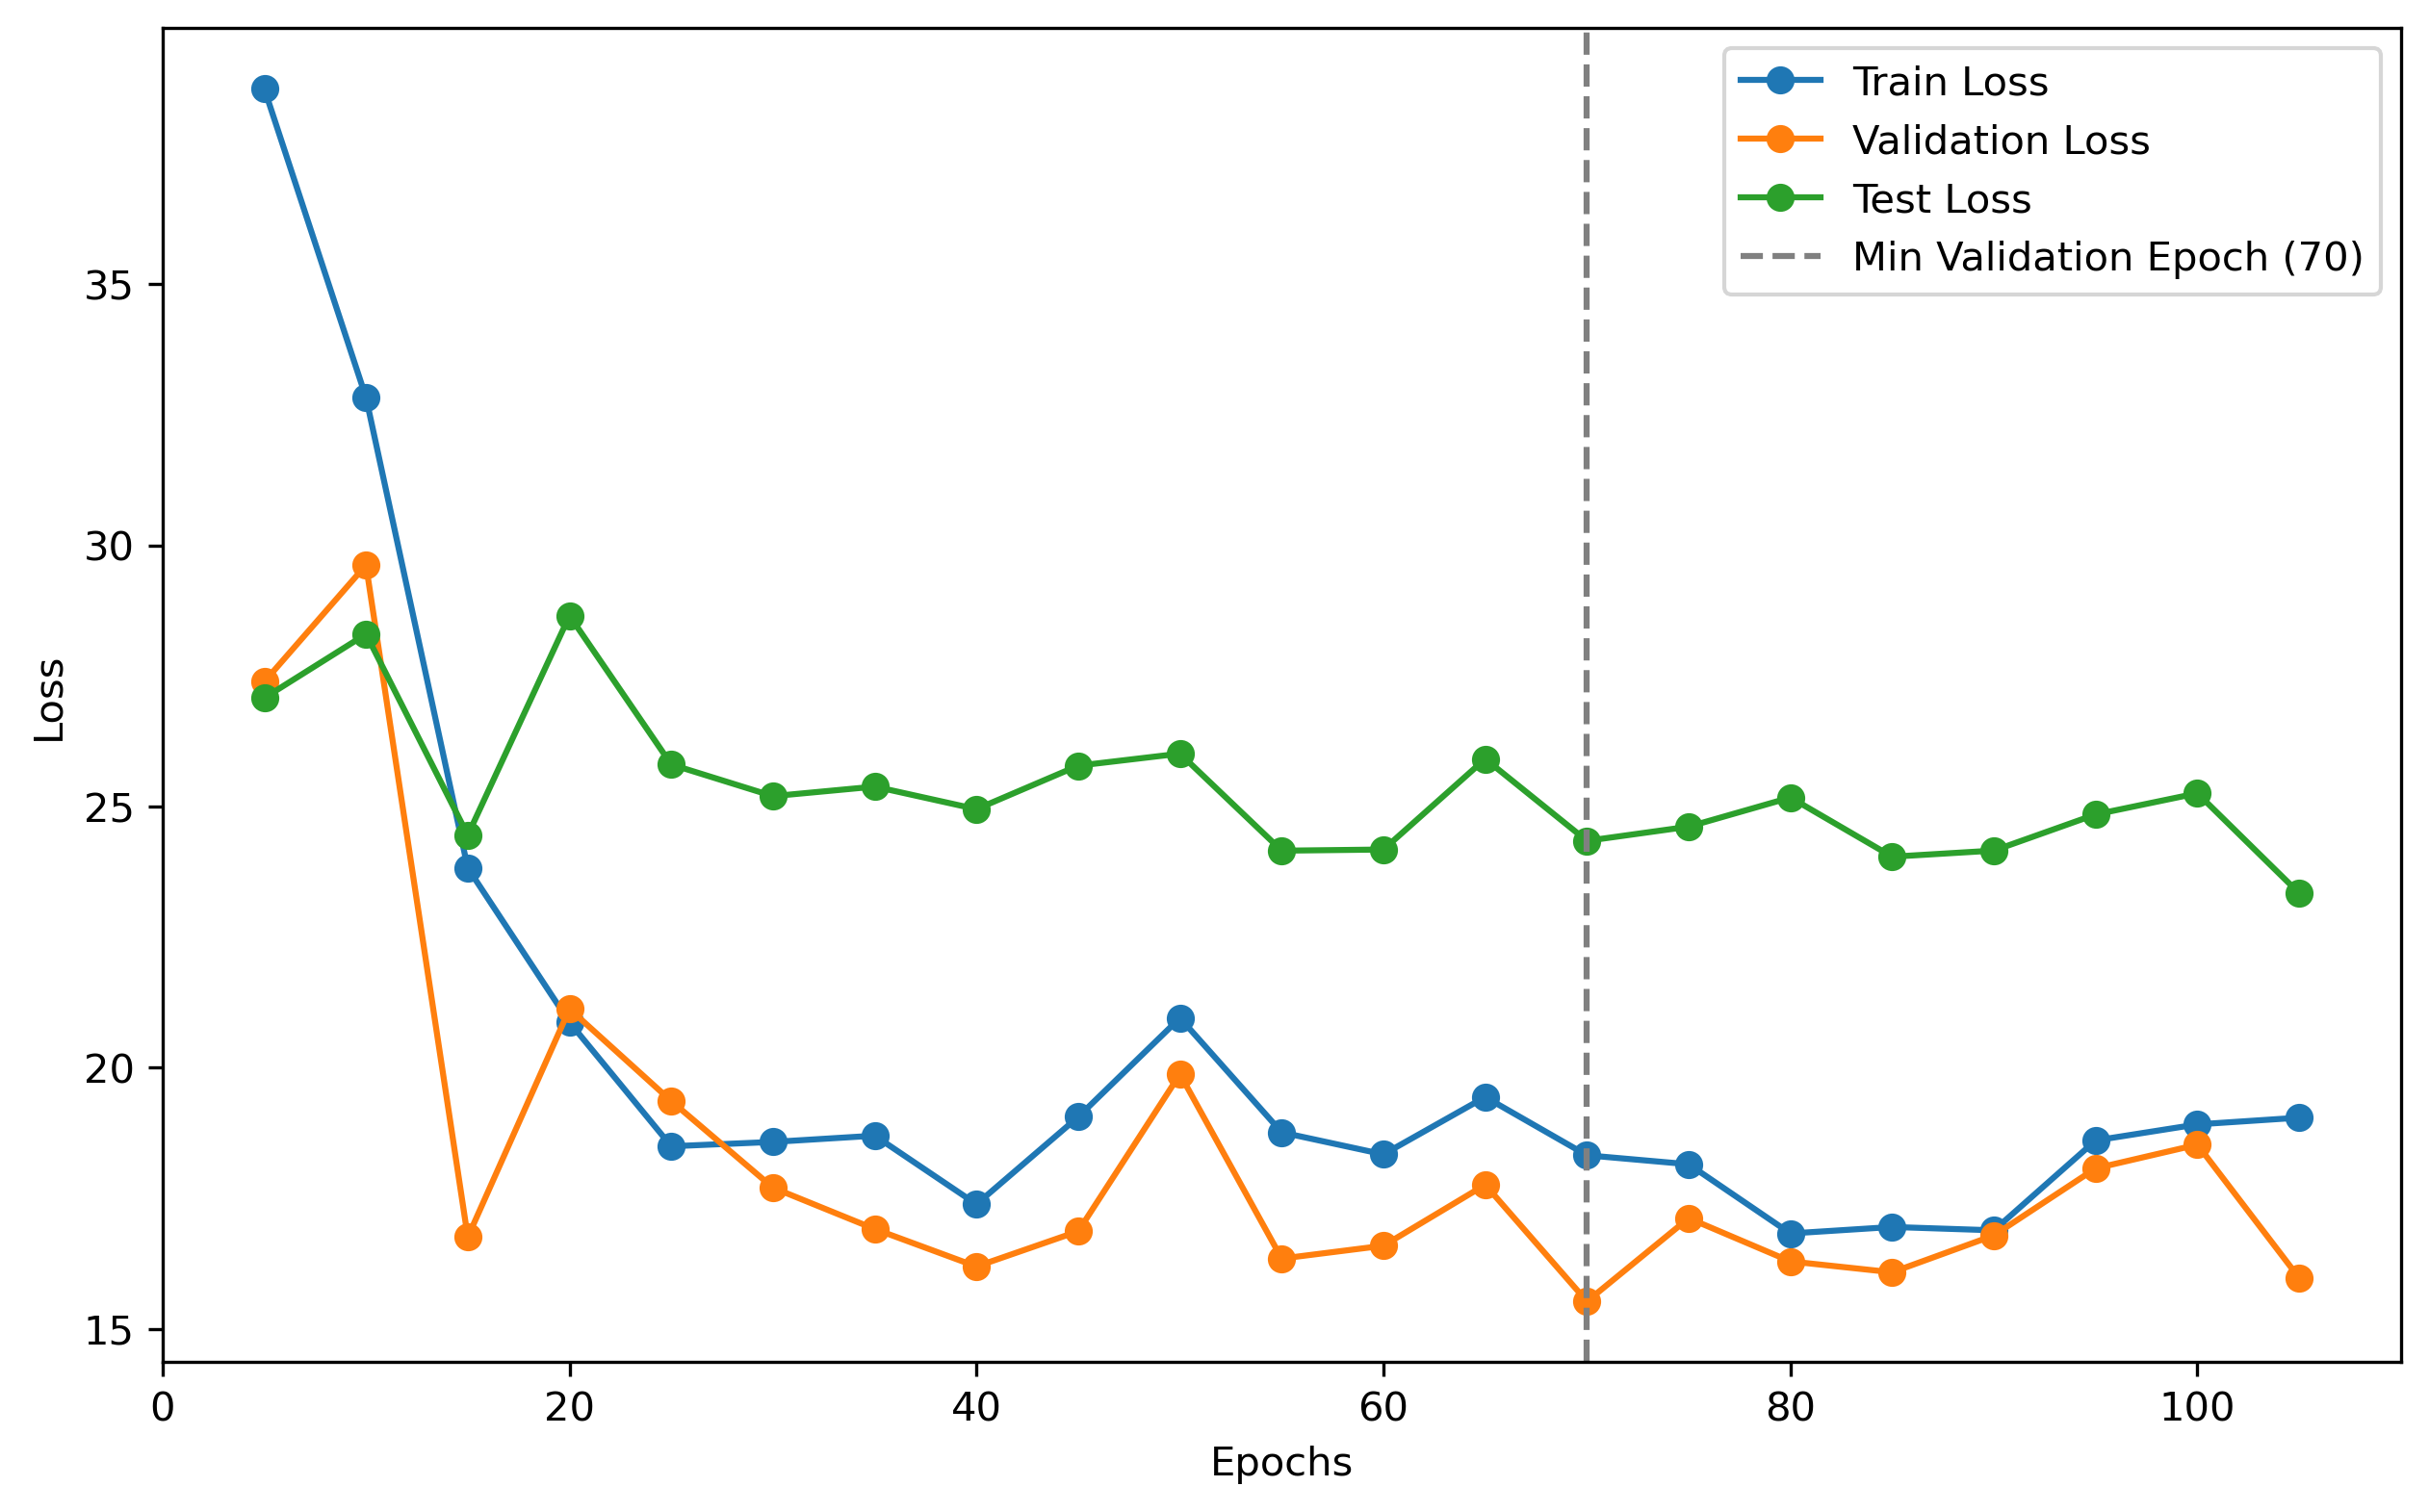 Train Loss
Validation Loss
Test Loss
Min Validation Epoch (70)
35
30
25
20
15
Loss
0 20 40 60 80 100
Epochs